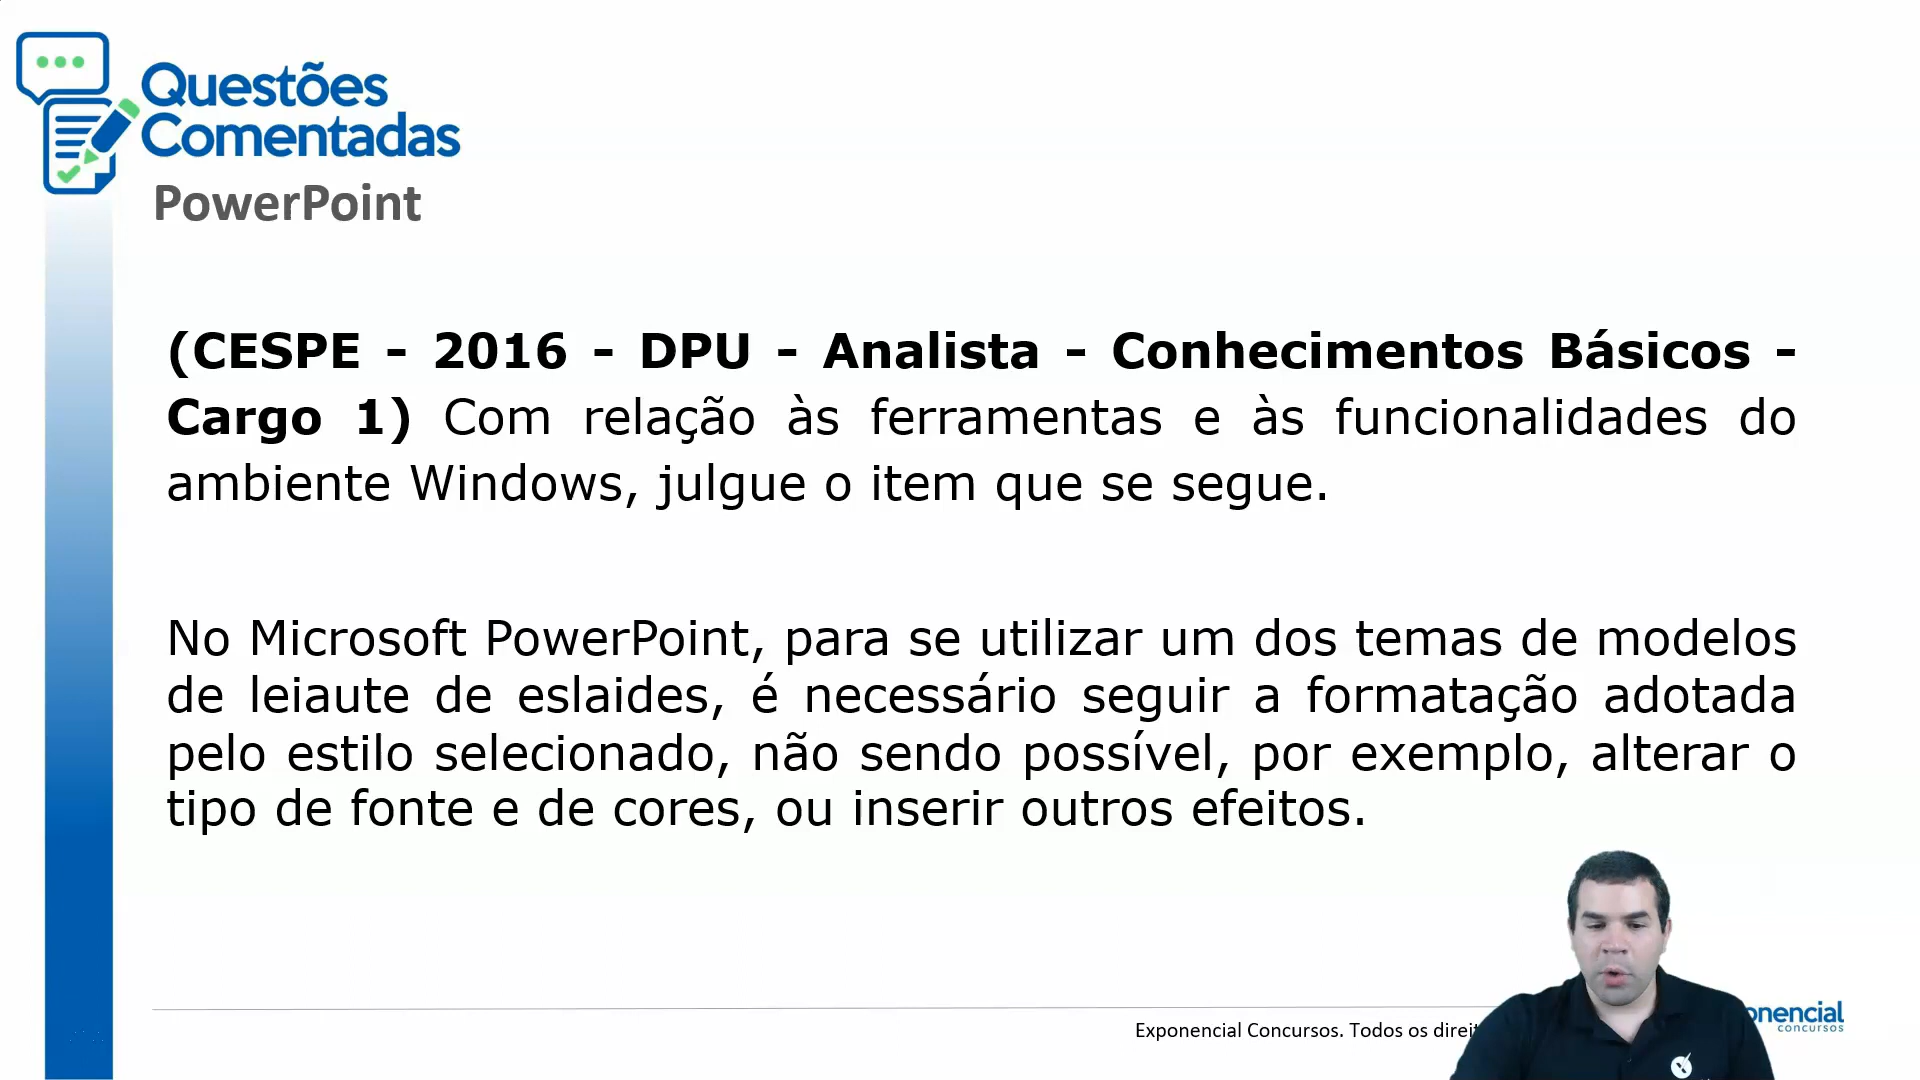 Questões
Comentadas
PowerPoint
(CESPE - 2016 - DPU - Analista - Conhecimentos Básicos -
Cargo 1) Com relação às ferramentas e às funcionalidades do
ambiente Windows, julgue o item que se segue.
No Microsoft PowerPoint, para se utilizar um dos temas de modelos
de leiaute de eslaides, é necessário seguir a formatação adotada
pelo estilo selecionado, não sendo possível, por exemplo, alterar o
tipo de fonte e de cores, ou inserir outros efeitos.
Exponencial Concursos. Todos os
concursos